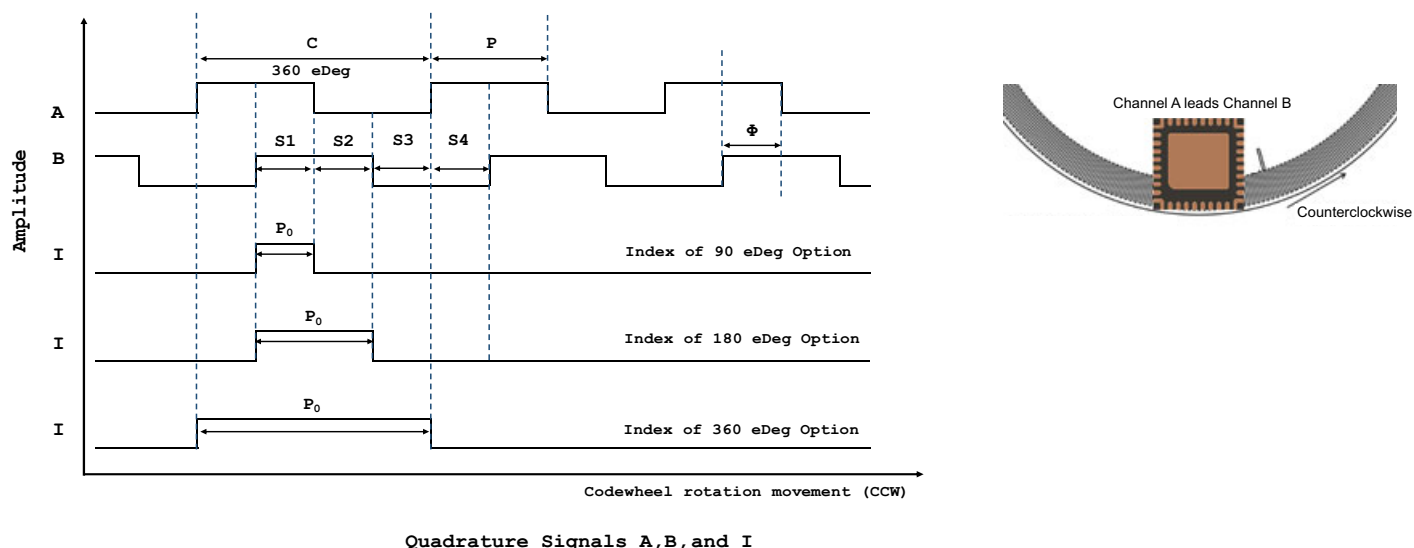 C
P
360 eDeg
A
Channel A leads Channel B
S1
S2
S3
S4
Φ
B
Counterclockwise
Amplitude
P₀
I
Index of 90 eDeg Option
P₀
I
Index of 180 eDeg Option
P₀
I
Index of 360 eDeg Option
Codewheel rotation movement (CCW)
Quadrature Signals A,B,and I